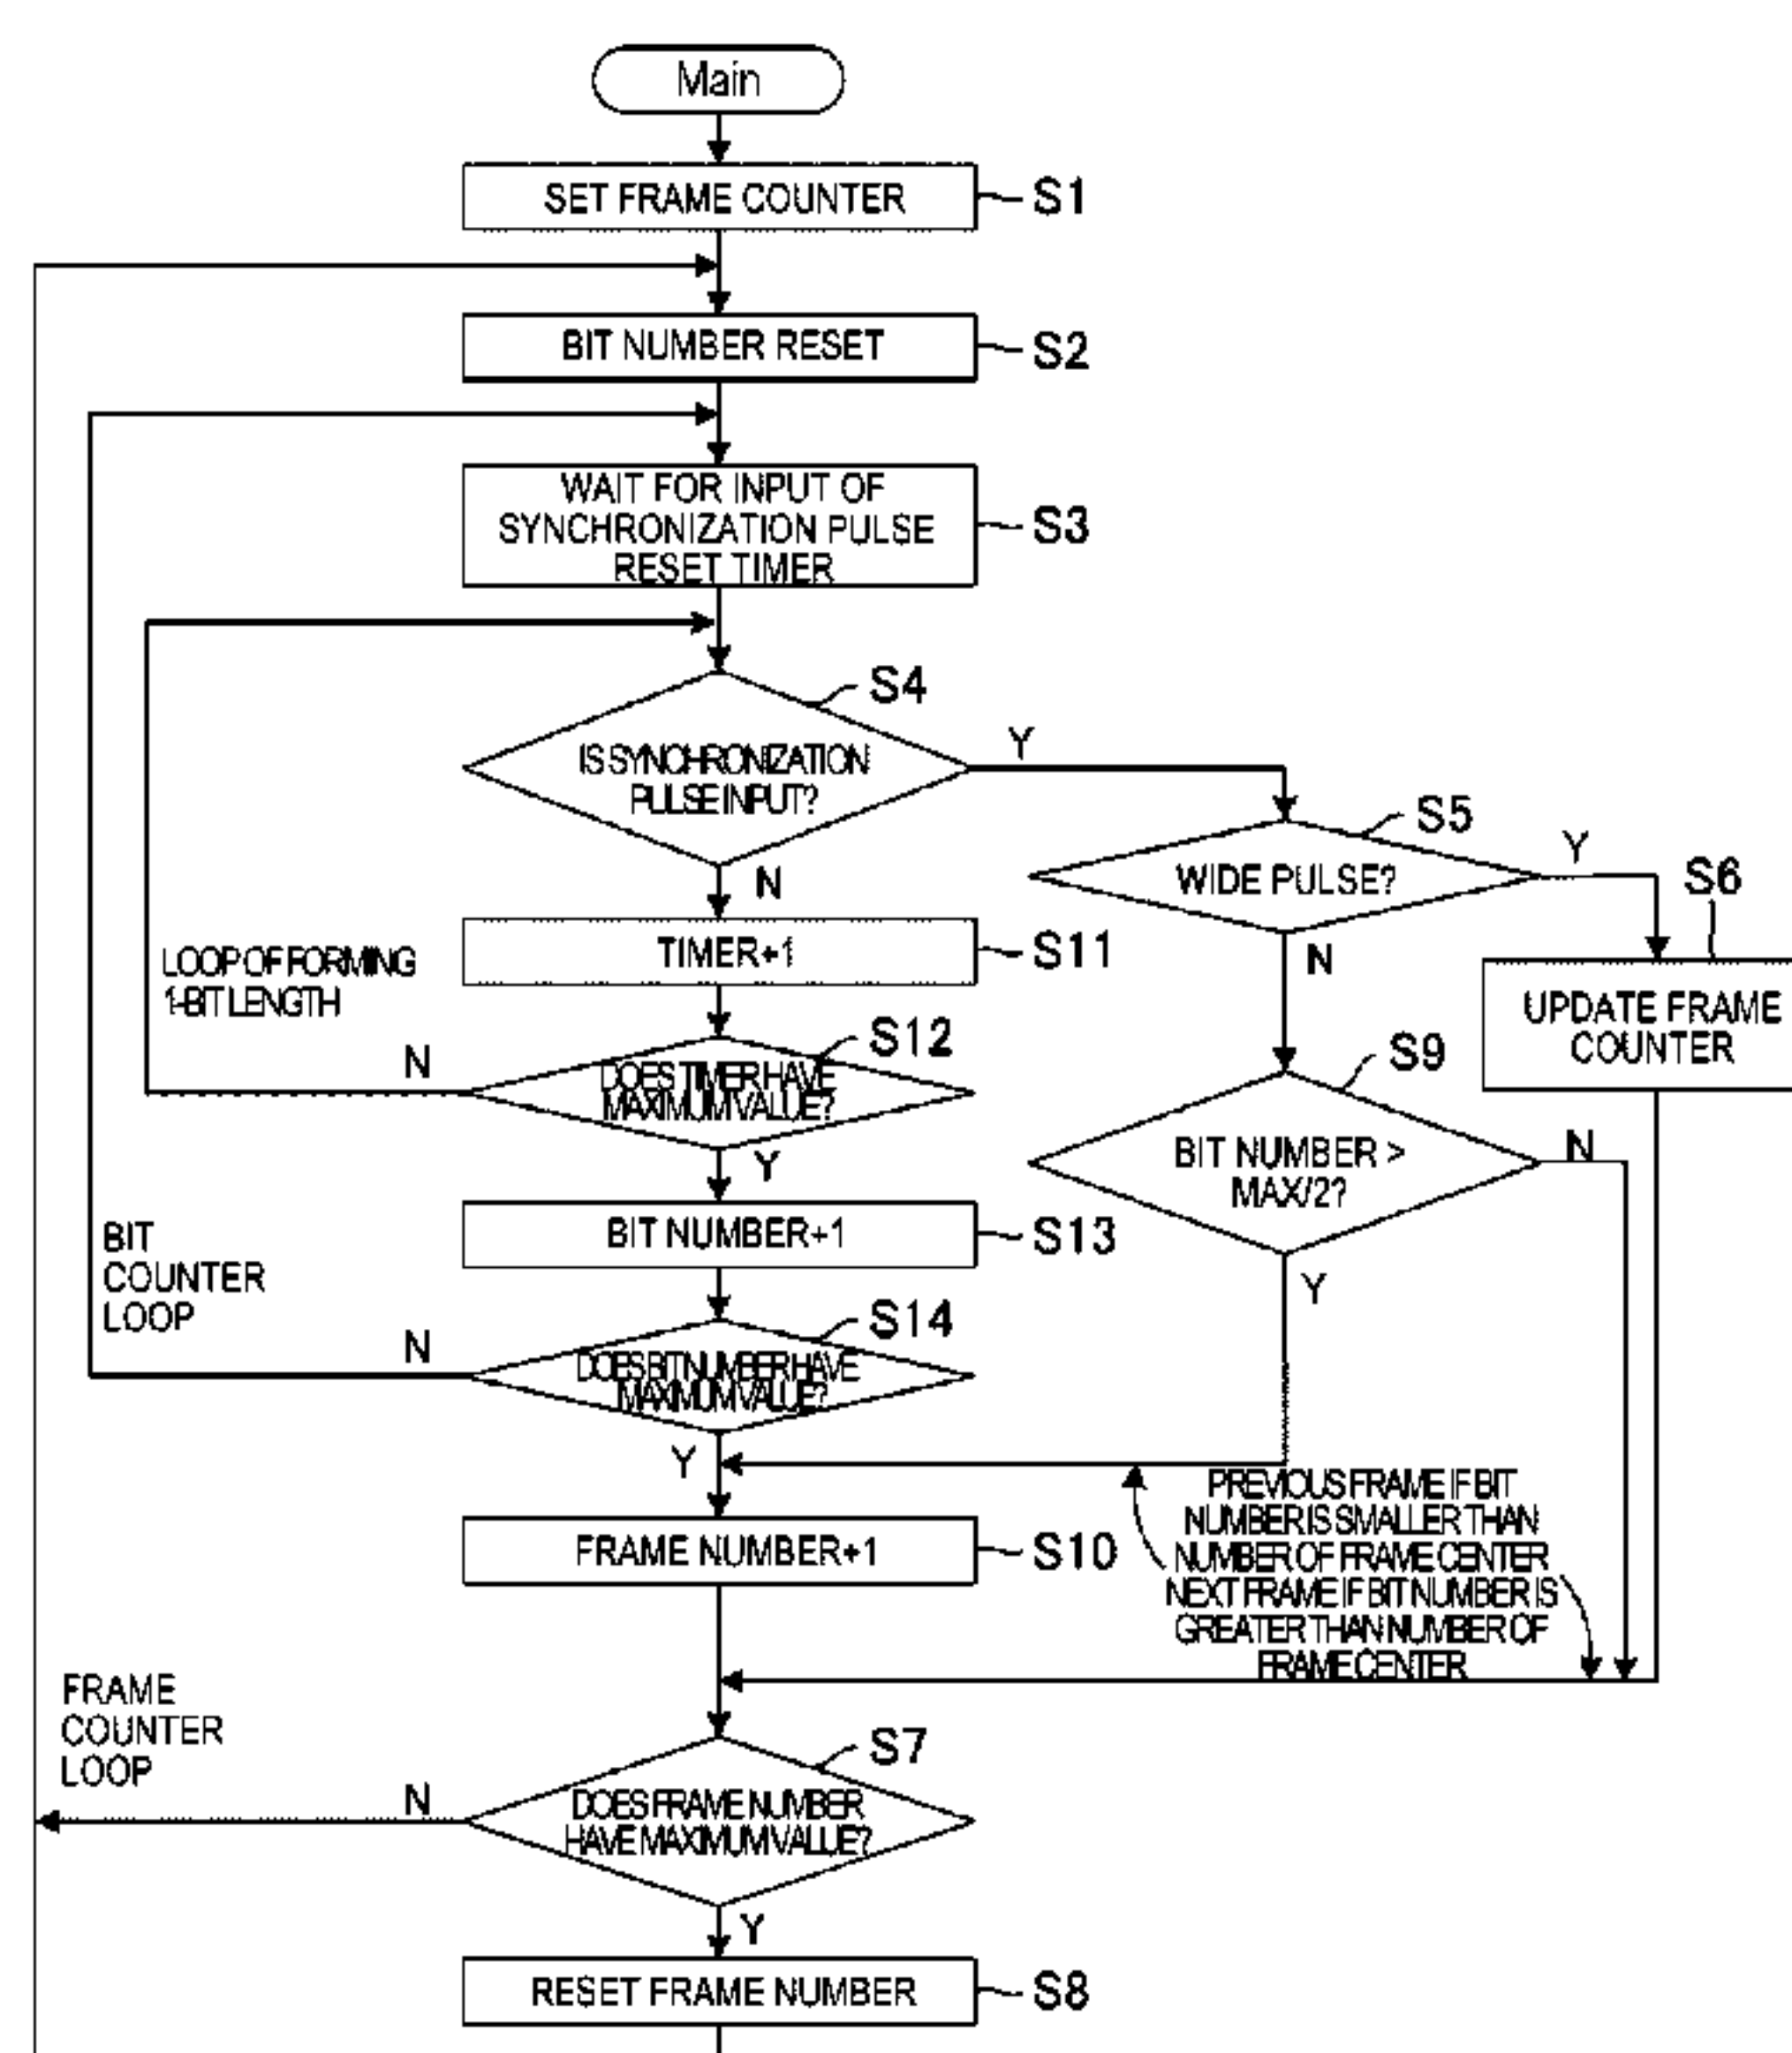 Main
SET FRAME COUNTER
S1
BIT NUMBER RESET
S2
WAIT FOR INPUT OF
SYNCHRONIZATION PULSE
RESET TIMER
S3
S4
IS SYNCHRONIZATION
PULSE INPUT?
Y
N
S5
WIDE PULSE?
Y
N
S6
UPDATE FRAME
COUNTER
TIMER+1
S11
LOOP OF FORMING
1-BIT LENGTH
S12
DOES TIMER HAVE
MAXIMUM VALUE?
N
Y
S9
BIT NUMBER >
MAX/2?
N
Y
BIT NUMBER+1
S13
BIT
COUNTER
LOOP
S14
DOES BIT NUMBER HAVE
MAXIMUM VALUE?
N
Y
PREVIOUS FRAME IF BIT
NUMBER IS SMALLER THAN
NUMBER OF FRAME CENTER
NEXT FRAME IF BIT NUMBER IS
GREATER THAN NUMBER OF
FRAME CENTER
FRAME NUMBER+1
S10
FRAME
COUNTER
LOOP
S7
DOES FRAME NUMBER
HAVE MAXIMUM VALUE?
N
Y
RESET FRAME NUMBER
S8